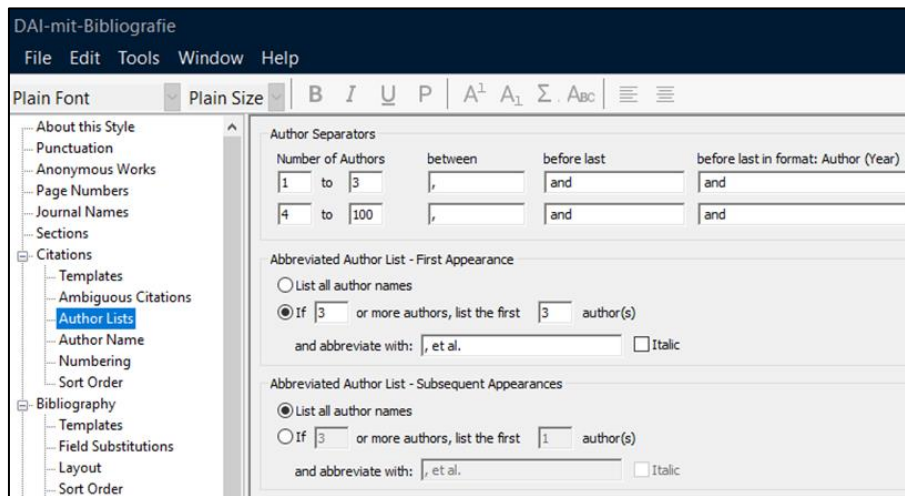 DAI-mit-Bibliografie
File Edit Tools Window Help
Plain Font Plain Size B I U P A¹ A₁ Σ ABC
About this Style
Punctuation
Anonymous Works
Page Numbers
Journal Names
Sections
Citations
Templates
Ambiguous Citations
Author Lists
Author Name
Numbering
Sort Order
Bibliography
Templates
Field Substitutions
Layout
Sort Order
Author Separators
Number of Authors between before last before last in format: Author (Year)
1 to 3 , and and
4 to 100 , and and
Abbreviated Author List - First Appearance
List all author names
If 3 or more authors, list the first 3 author(s)
and abbreviate with: , et al. Italic
Abbreviated Author List - Subsequent Appearances
List all author names
If 3 or more authors, list the first 1 author(s)
and abbreviate with: , et al. Italic